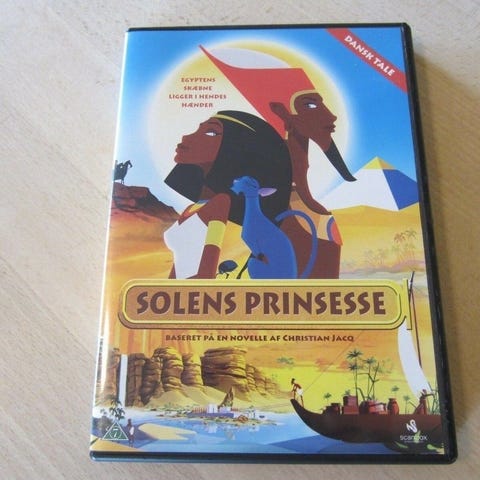 DANSK TALE
EGYPTENS
SKÆBNE
LIGGER I HENDES
HÆNDER
SOLENS PRINSESSE
BASERET PÅ EN NOVELLE AF CHRISTIAN JACQ
7
scanbox